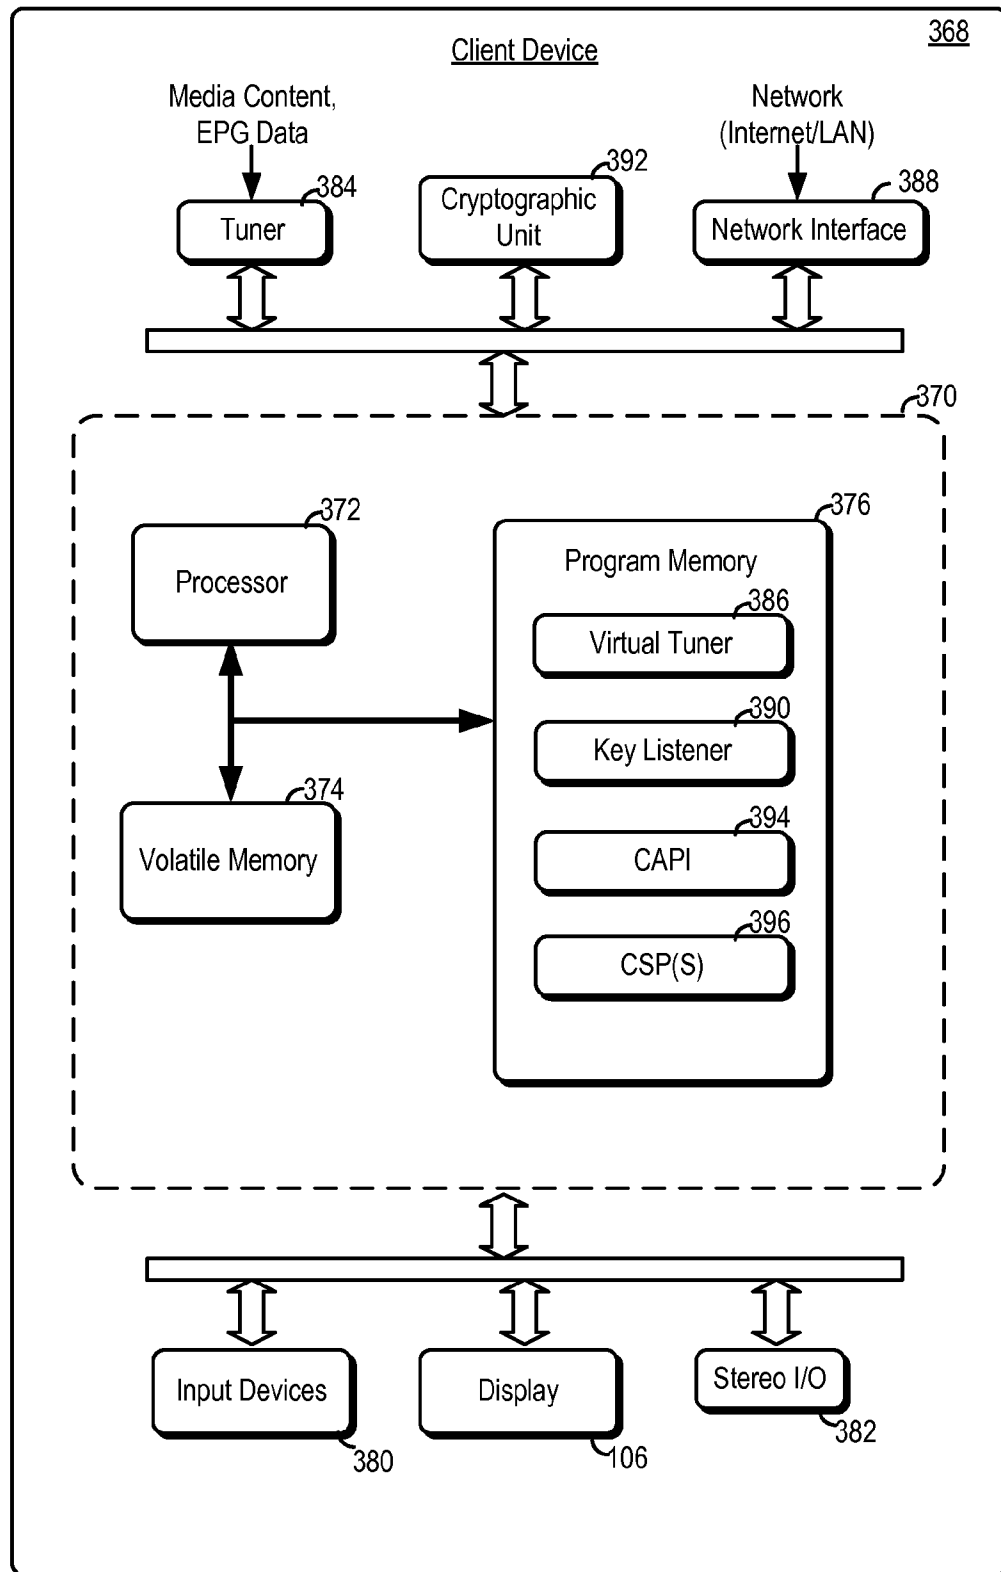 368
Client Device
Media Content,
EPG Data
Network
(Internet/LAN)
384
392
388
Tuner
Cryptographic
Unit
Network Interface
370
372
376
Processor
Program Memory
386
Virtual Tuner
390
Key Listener
374
Volatile Memory
394
CAPI
396
CSP(S)
Input Devices
Display
Stereo I/O
380
106
382